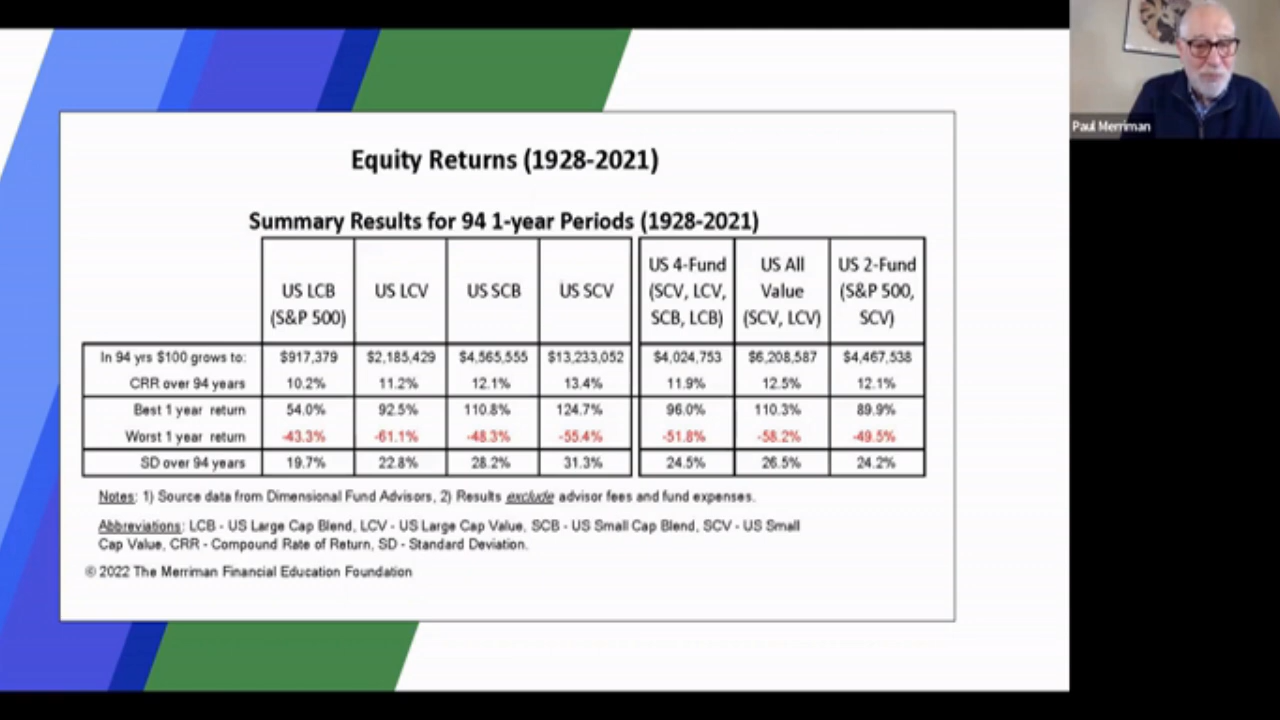 Paul Merriman
Equity Returns (1928-2021)
Summary Results for 94 1-year Periods (1928-2021)
US LCB (S&P 500) US LCV US SCB US SCV US 4-Fund (SCV, LCV, SCB, LCB) US All Value (SCV, LCV) US 2-Fund (S&P 500, SCV)
In 94 yrs $100 grows to: $917,379 $2,185,429 $4,565,555 $13,233,052 $4,024,753 $6,208,587 $4,467,538
CRR over 94 years 10.2% 11.2% 12.1% 13.4% 11.9% 12.5% 12.1%
Best 1 year return 54.0% 92.5% 110.8% 124.7% 96.0% 110.3% 89.9%
Worst 1 year return -43.3% -61.1% -48.3% -55.4% -51.8% -58.2% -49.5%
SD over 94 years 19.7% 22.8% 28.2% 31.3% 24.5% 26.5% 24.2%
Notes: 1) Source data from Dimensional Fund Advisors, 2) Results exclude advisor fees and fund expenses.
Abbreviations: LCB - US Large Cap Blend, LCV - US Large Cap Value, SCB - US Small Cap Blend, SCV - US Small
Cap Value, CRR - Compound Rate of Return, SD - Standard Deviation.
© 2022 The Merriman Financial Education Foundation